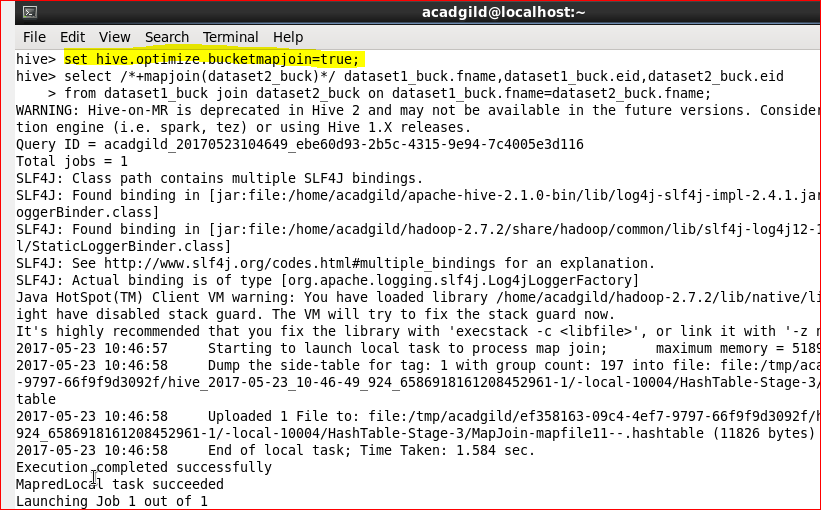 acadgild@localhost:~
File Edit View Search Terminal Help
hive> set hive.optimize.bucketmapjoin=true;
hive> select /*+mapjoin(dataset2_buck)*/ dataset1_buck.fname,dataset1_buck.eid,dataset2_buck.eid
    > from dataset1_buck join dataset2_buck on dataset1_buck.fname=dataset2_buck.fname;
WARNING: Hive-on-MR is deprecated in Hive 2 and may not be available in the future versions. Consider
tion engine (i.e. spark, tez) or using Hive 1.X releases.
Query ID = acadgild_20170523104649_ebe60d93-2b5c-4315-9e94-7c4005e3d116
Total jobs = 1
SLF4J: Class path contains multiple SLF4J bindings.
SLF4J: Found binding in [jar:file:/home/acadgild/apache-hive-2.1.0-bin/lib/log4j-slf4j-impl-2.4.1.jar
oggerBinder.class]
SLF4J: Found binding in [jar:file:/home/acadgild/hadoop-2.7.2/share/hadoop/common/lib/slf4j-log4j12-1
l/StaticLoggerBinder.class]
SLF4J: See http://www.slf4j.org/codes.html#multiple_bindings for an explanation.
SLF4J: Actual binding is of type [org.apache.logging.slf4j.Log4jLoggerFactory]
Java HotSpot(TM) Client VM warning: You have loaded library /home/acadgild/hadoop-2.7.2/lib/native/li
ight have disabled stack guard. The VM will try to fix the stack guard now.
It's highly recommended that you fix the library with 'execstack -c <libfile>', or link it with '-z n
2017-05-23 10:46:57     Starting to launch local task to process map join;      maximum memory = 5189
2017-05-23 10:46:58     Dump the side-table for tag: 1 with group count: 197 into file: file:/tmp/aca
-9797-66f9f9d3092f/hive_2017-05-23_10-46-49_924_6586918161208452961-1/-local-10004/HashTable-Stage-3/
table
2017-05-23 10:46:58     Uploaded 1 File to: file:/tmp/acadgild/ef358163-09c4-4ef7-9797-66f9f9d3092f/h
924_6586918161208452961-1/-local-10004/HashTable-Stage-3/MapJoin-mapfile11--.hashtable (11826 bytes)
2017-05-23 10:46:58     End of local task; Time Taken: 1.584 sec.
Execution completed successfully
MapredLocal task succeeded
Launching Job 1 out of 1